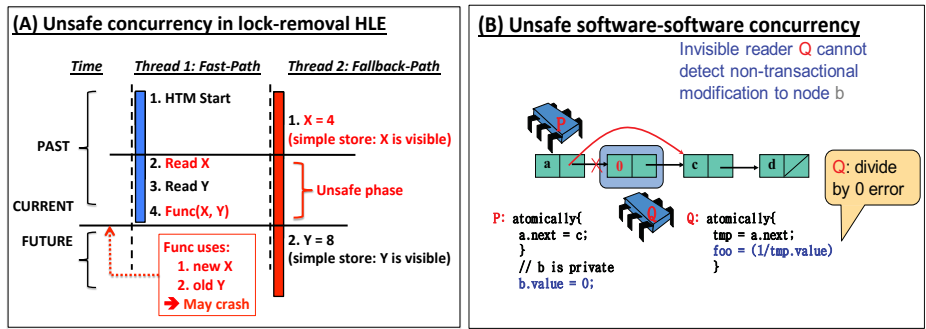 (A) Unsafe concurrency in lock-removal HLE
Time
Thread 1: Fast-Path
Thread 2: Fallback-Path
1. HTM Start
1. X = 4
(simple store: X is visible)
PAST
2. Read X
3. Read Y
Unsafe phase
CURRENT
4. Func(X, Y)
FUTURE
2. Y = 8
(simple store: Y is visible)
Func uses:
1. new X
2. old Y
➔ May crash
(B) Unsafe software-software concurrency
Invisible reader Q cannot
detect non-transactional
modification to node b
P
a
0
c
d
Q
Q: divide
by 0 error
P: atomically{
a.next = c;
}
// b is private
b.value = 0;
Q: atomically{
tmp = a.next;
foo = (1/tmp.value)
}